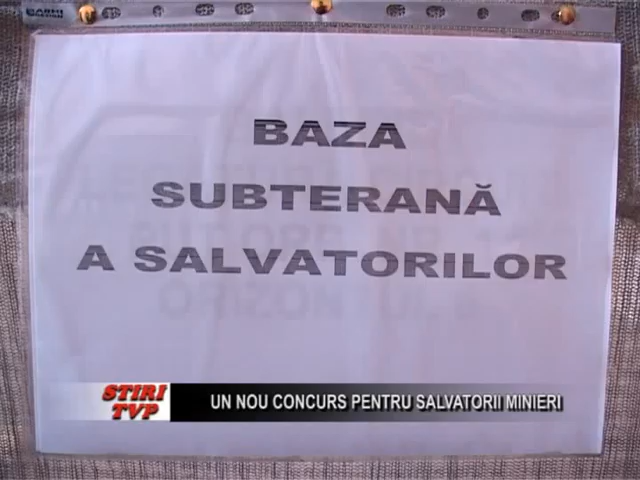 BAZA
SUBTERANĂ
A SALVATORILOR
STIRI
TVP
UN NOU CONCURS PENTRU SALVATORII MINIERI